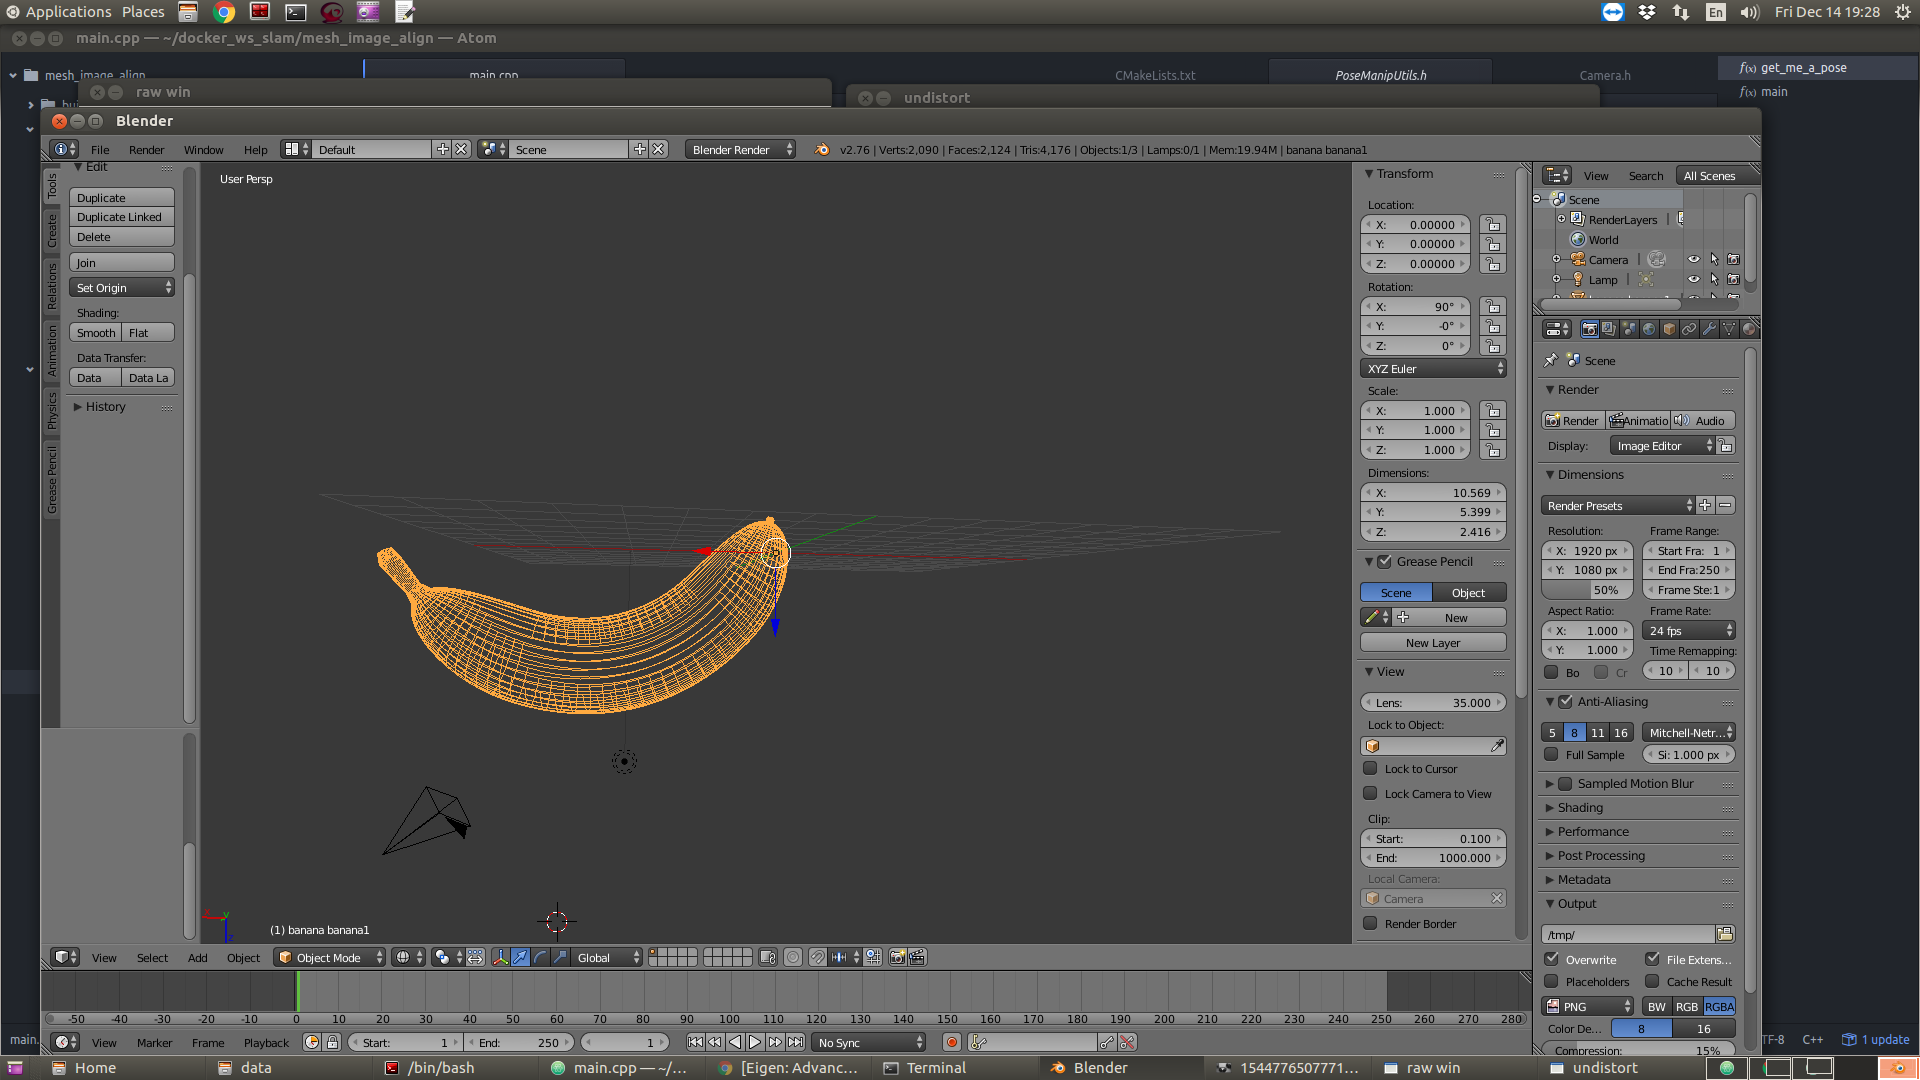 Applications Places En Fri Dec 14 19:28
main.cpp — ~/docker_ws_slam/mesh_image_align — Atom
mesh_image_align main.cpp CMakeLists.txt PoseManipUtils.h Camera.h get_me_a_pose
raw win undistort main
Blender
File Render Window Help Default Scene Blender Render v2.76 | Verts:2,090 | Faces:2,124 | Tris:4,176 | Objects:1/3 | Lamps:0/1 | Mem:19.94M | banana banana1
Tools
Create
Relations
Animation
Physics
Grease Pencil
Edit
Duplicate
Duplicate Linked
Delete
Join
Set Origin
Shading:
Smooth Flat
Data Transfer:
Data Data La
History
User Persp
(1) banana banana1
Transform
Location:
X: 0.00000
Y: 0.00000
Z: 0.00000
Rotation:
X: 90°
Y: -0°
Z: 0°
XYZ Euler
Scale:
X: 1.000
Y: 1.000
Z: 1.000
Dimensions:
X: 10.569
Y: 5.399
Z: 2.416
Grease Pencil
Scene Object
New
New Layer
View
Lens: 35.000
Lock to Object:
Lock to Cursor
Lock Camera to View
Clip:
Start: 0.100
End: 1000.000
Local Camera:
Camera
Render Border
View Search All Scenes
Scene
RenderLayers
World
Camera
Lamp
Scene
Render
Render Animatio Audio
Display: Image Editor
Dimensions
Render Presets
Resolution: Frame Range:
X: 1920 px Start Fra: 1
Y: 1080 px End Fra:250
50% Frame Ste:1
Aspect Ratio: Frame Rate:
X: 1.000 24 fps
Y: 1.000 Time Remapping:
Bo Cr 10 10
Anti-Aliasing
5 8 11 16 Mitchell-Netr...
Full Sample Si: 1.000 px
Sampled Motion Blur
Shading
Performance
Post Processing
Metadata
Output
/tmp/
Overwrite File Extens...
Placeholders Cache Result
PNG BW RGB RGBA
Color De... 8 16
Compression: 15%
View Select Add Object Object Mode Global
-50 -40 -30 -20 -10 0 10 20 30 40 50 60 70 80 90 100 110 120 130 140 150 160 170 180 190 200 210 220 230 240 250 260 270 280
View Marker Frame Playback Start: 1 End: 250 1 No Sync
main. TF-8 C++ 1 update
Home data /bin/bash main.cpp — ~/... [Eigen: Advanc... Terminal Blender 1544776507771... raw win undistort